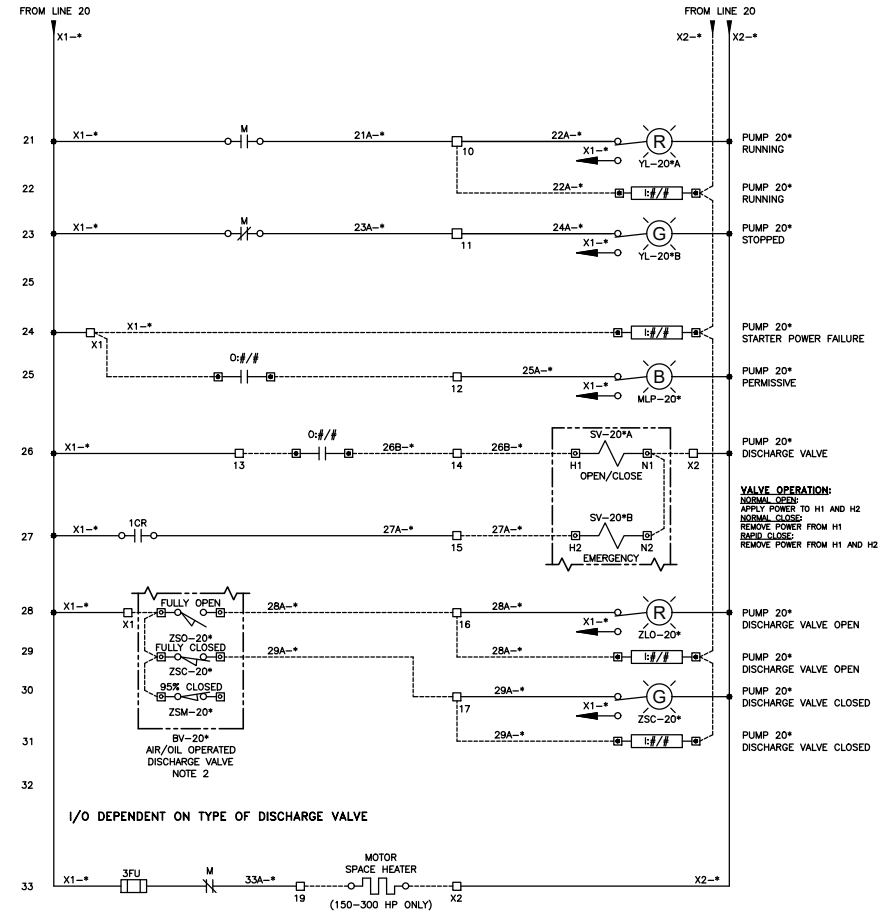 FROM LINE 20
FROM LINE 20
X1-*
X2-*
X2-*
21
X1-*
M
21A-*
10
22A-*
X1-*
R
YL-20*A
PUMP 20*
RUNNING
22
22A-*
I:#/#
PUMP 20*
RUNNING
23
X1-*
M
23A-*
11
24A-*
X1-*
G
YL-20*B
PUMP 20*
STOPPED
25
24
X1
X1-*
I:#/#
PUMP 20*
STARTER POWER FAILURE
25
O:#/#
12
25A-*
X1-*
B
MLP-20*
PUMP 20*
PERMISSIVE
26
X1-*
13
O:#/#
26B-*
14
26B-*
H1
SV-20*A
OPEN/CLOSE
N1
X2
PUMP 20*
DISCHARGE VALVE
VALVE OPERATION:
NORMAL OPEN:
APPLY POWER TO H1 AND H2
NORMAL CLOSE:
REMOVE POWER FROM H1
RAPID CLOSE:
REMOVE POWER FROM H1 AND H2
27
X1-*
1CR
27A-*
15
27A-*
H2
SV-20*B
EMERGENCY
N2
28
X1-*
X1
FULLY OPEN
ZSO-20*
28A-*
16
28A-*
X1-*
R
ZLO-20*
PUMP 20*
DISCHARGE VALVE OPEN
29
FULLY CLOSED
ZSC-20*
29A-*
28A-*
I:#/#
PUMP 20*
DISCHARGE VALVE OPEN
30
95% CLOSED
ZSM-20*
17
29A-*
X1-*
G
ZSC-20*
PUMP 20*
DISCHARGE VALVE CLOSED
31
BV-20*
AIR/OIL OPERATED
DISCHARGE VALVE
NOTE 2
29A-*
I:#/#
PUMP 20*
DISCHARGE VALVE CLOSED
32
I/O DEPENDENT ON TYPE OF DISCHARGE VALVE
33
X1-*
3FU
M
33A-*
19
MOTOR
SPACE HEATER
(150-300 HP ONLY)
X2
X2-*